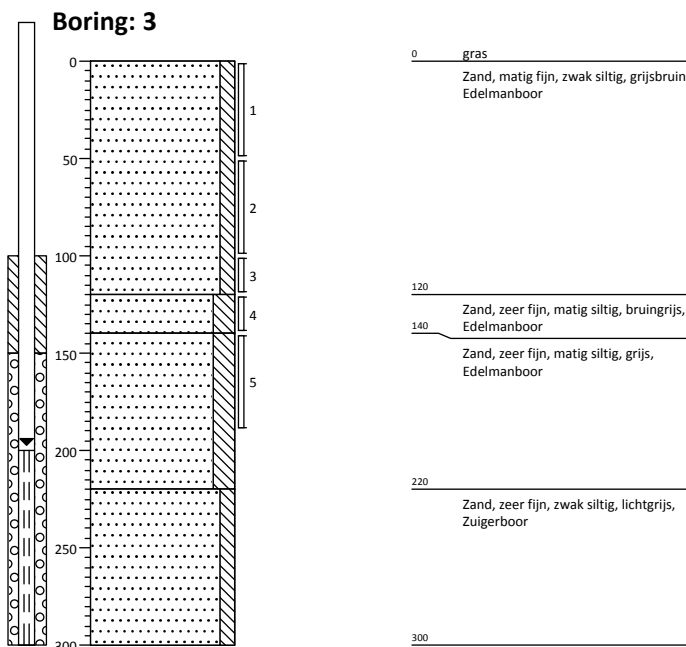 Boring: 3
0
50
100
150
200
250
300
1
2
3
4
5
0
gras
Zand, matig fijn, zwak siltig, grijsbruin
Edelmanboor
120
Zand, zeer fijn, matig siltig, bruingrijs,
Edelmanboor
140
Zand, zeer fijn, matig siltig, grijs,
Edelmanboor
220
Zand, zeer fijn, zwak siltig, lichtgrijs,
Zuigerboor
300